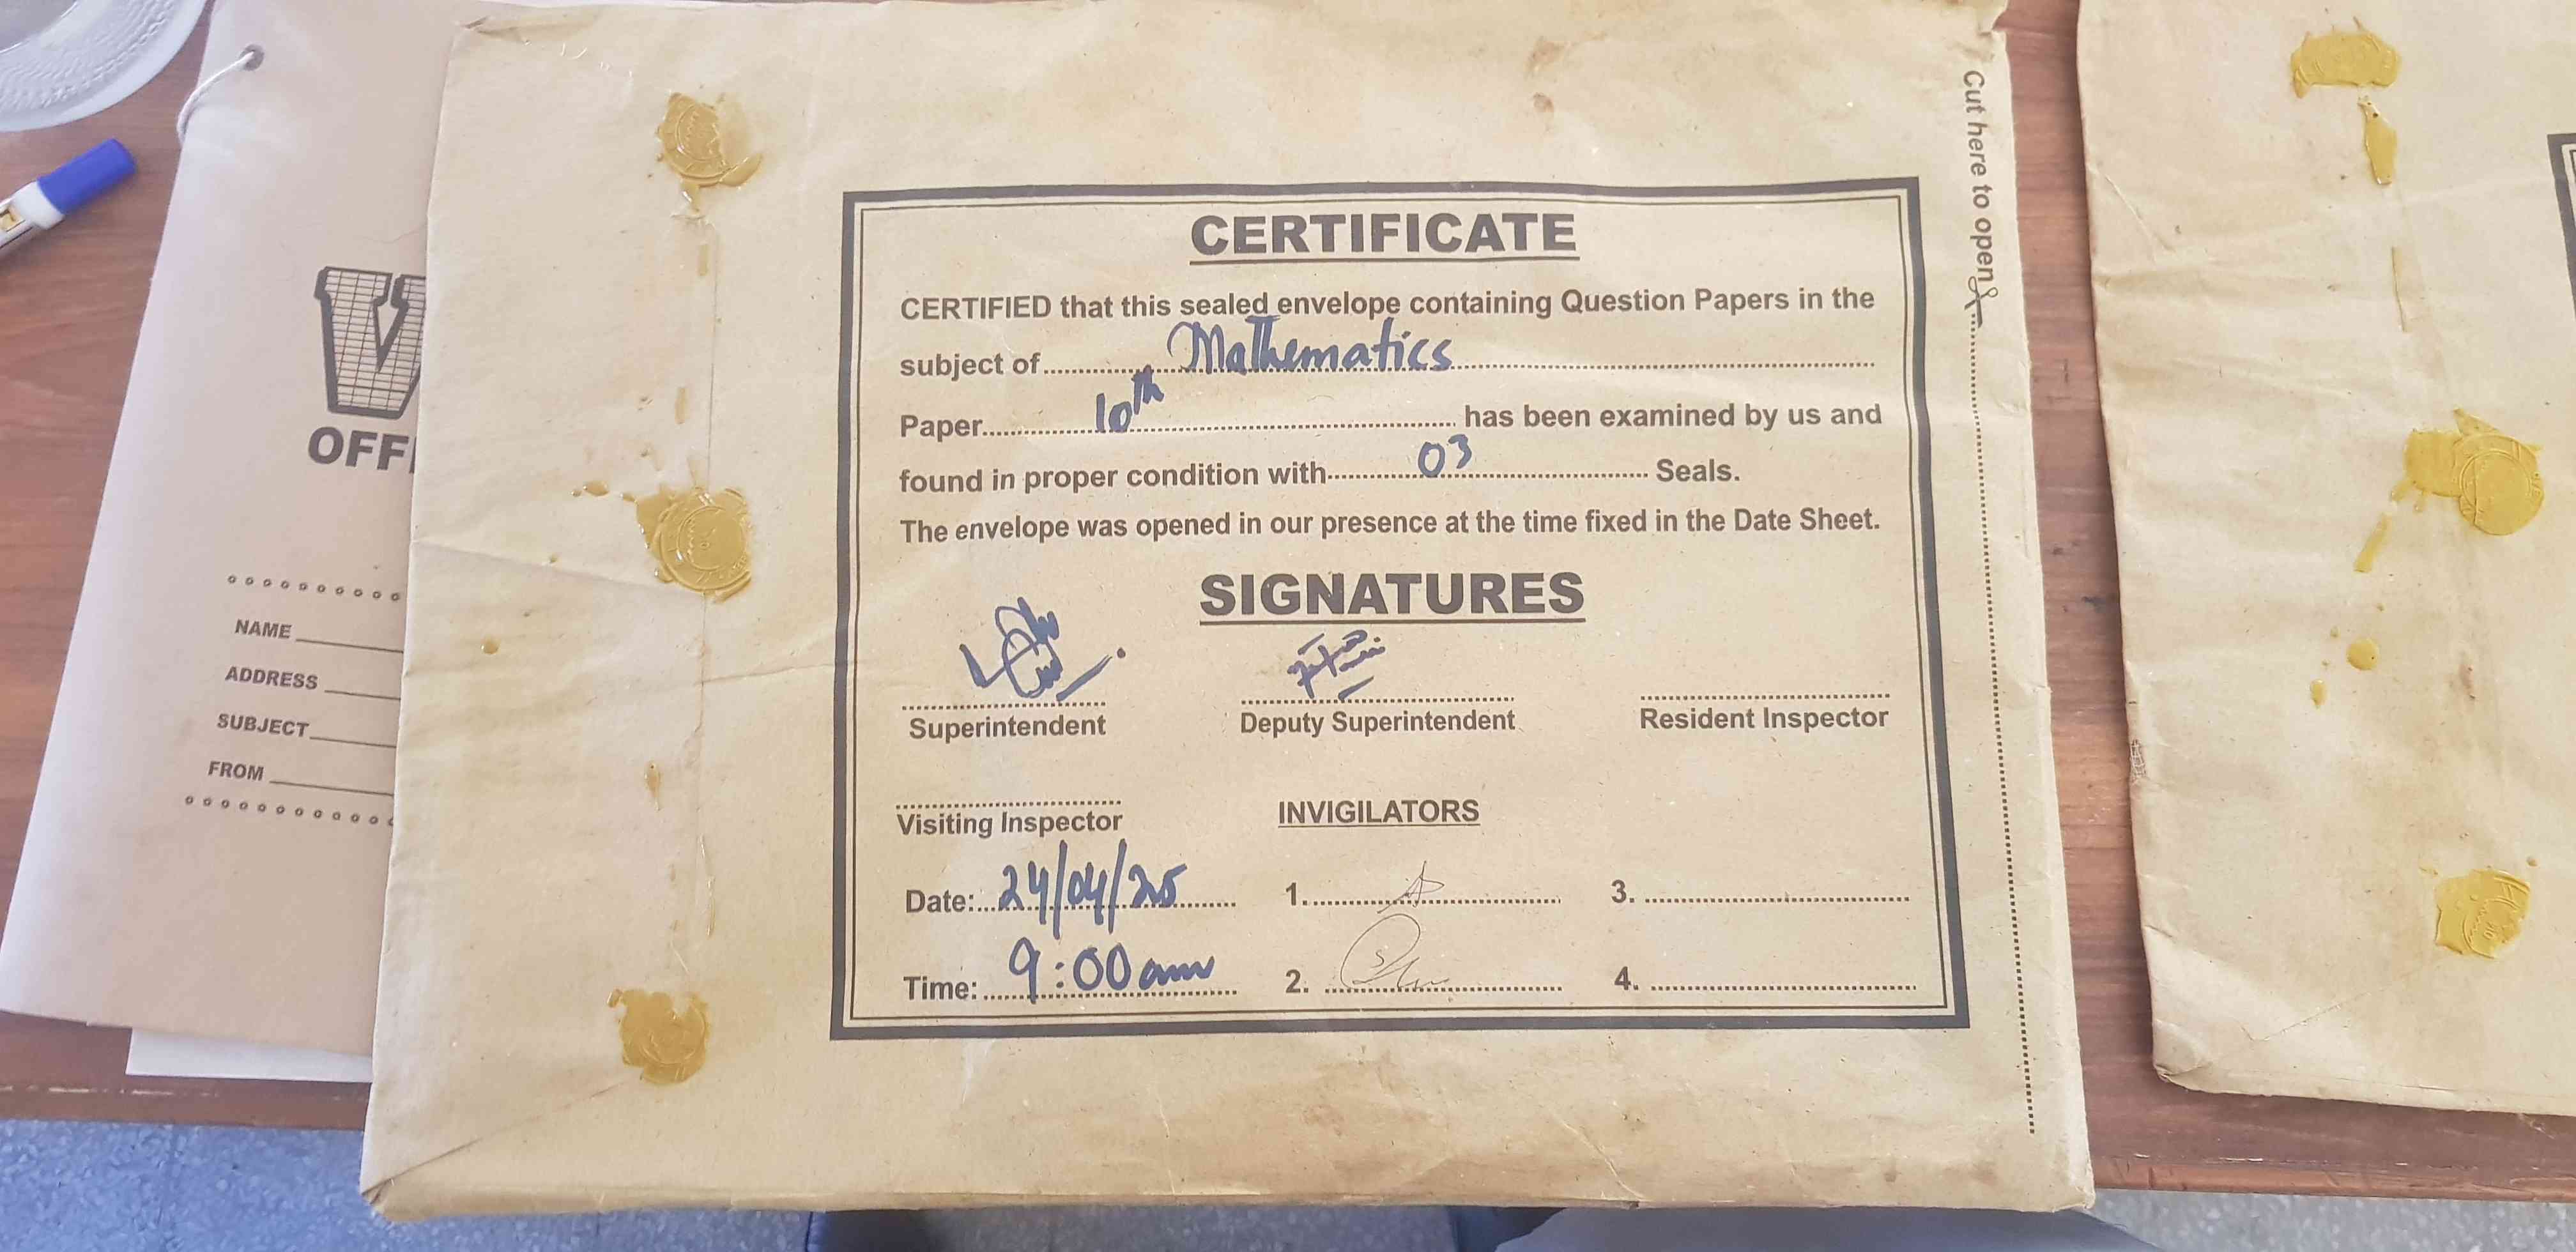 CERTIFICATE
CERTIFIED that this sealed envelope containing Question Papers in the
subject of Mathematics
Paper 10th has been examined by us and
found in proper condition with 03 Seals.
The envelope was opened in our presence at the time fixed in the Date Sheet.
SIGNATURES
Superintendent Deputy Superintendent Resident Inspector
Visiting Inspector INVIGILATORS
Date: 24/04/25 1. 3.
Time: 9:00 am 2. 4.
Cut here to open
W
OFFI
NAME
ADDRESS
SUBJECT
FROM